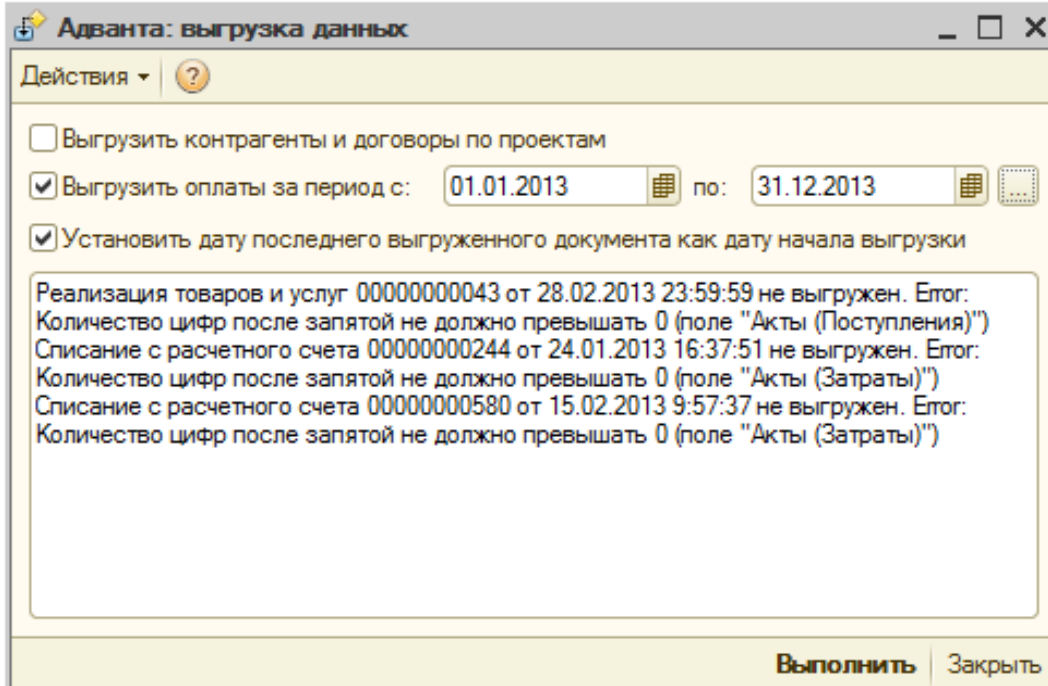 Адванта: выгрузка данных
Действия
Выгрузить контрагенты и договоры по проектам
Выгрузить оплаты за период с: 01.01.2013 по: 31.12.2013 ...
Установить дату последнего выгруженного документа как дату начала выгрузки
Реализация товаров и услуг 00000000043 от 28.02.2013 23:59:59 не выгружен. Error:
Количество цифр после запятой не должно превышать 0 (поле "Акты (Поступления)")
Списание с расчетного счета 00000000244 от 24.01.2013 16:37:51 не выгружен. Error:
Количество цифр после запятой не должно превышать 0 (поле "Акты (Затраты)")
Списание с расчетного счета 00000000580 от 15.02.2013 9:57:37 не выгружен. Error:
Количество цифр после запятой не должно превышать 0 (поле "Акты (Затраты)")
Выполнить Закрыть